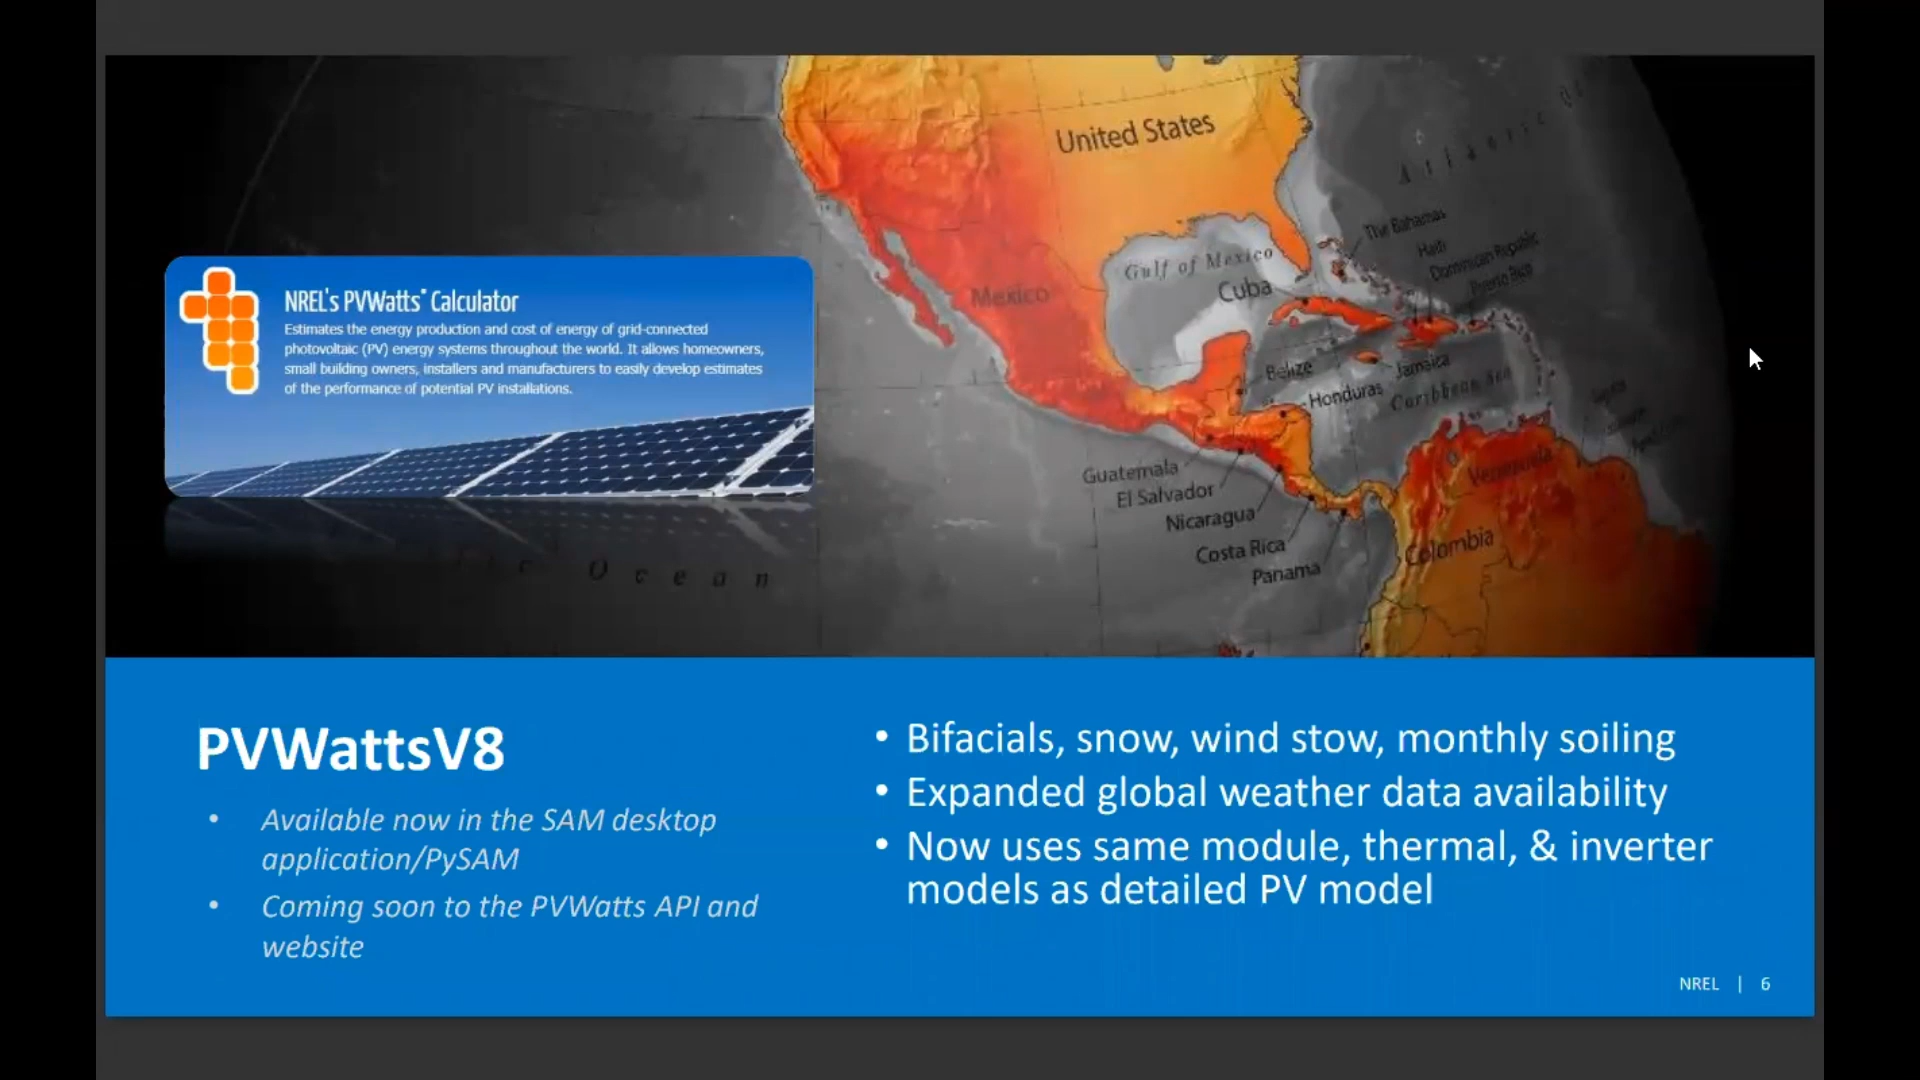 United States
Atlantic
The Bahamas
Haiti
Dominican Republic
Puerto Rico
Gulf of Mexico
Cuba
Mexico
Belize
Jamaica
Honduras
Caribbean Sea
Guatemala
El Salvador
Nicaragua
Costa Rica
Panama
Venezuela
Colombia
Ocean
NREL's PVWatts® Calculator
Estimates the energy production and cost of energy of grid-connected
photovoltaic (PV) energy systems throughout the world. It allows homeowners,
small building owners, installers and manufacturers to easily develop estimates
of the performance of potential PV installations.
PVWattsV8
• Available now in the SAM desktop
application/PySAM
• Coming soon to the PVWatts API and
website
• Bifacials, snow, wind stow, monthly soiling
• Expanded global weather data availability
• Now uses same module, thermal, & inverter
models as detailed PV model
NREL | 6